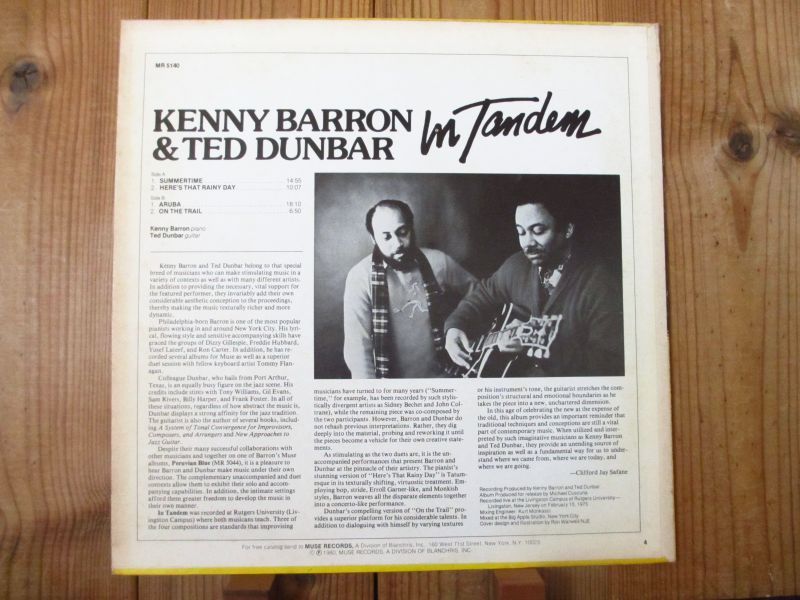 MR 5140
KENNY BARRON
& TED DUNBAR
In Tandem
Side A
1. SUMMERTIME 14:55
2. HERE'S THAT RAINY DAY 10:07
Side B
1. ARUBA 18:10
2. ON THE TRAIL 6:50
Kenny Barron piano
Ted Dunbar guitar
Kenny Barron and Ted Dunbar belong to that special
breed of musicians who can make stimulating music in a
variety of contexts as well as with many different artists.
In addition to providing the necessary, vital support for
the featured performer, they invariably add their own
considerable aesthetic conception to the proceedings,
thereby making the music texturally richer and more
dynamic.
Philadelphia-born Barron is one of the most popular
pianists working in and around New York City. His lyri-
cal, flowing style and sensitive accompanying skills have
graced the groups of Dizzy Gillespie, Freddie Hubbard,
Yusef Lateef, and Ron Carter. In addition, he has re-
corded several albums for Muse as well as a superior
duet session with fellow keyboard artist Tommy Flan-
agan.
Colleague Dunbar, who hails from Port Arthur,
Texas, is an equally busy figure on the jazz scene. His
credits include stints with Tony Williams, Gil Evans,
Sam Rivers, Billy Harper, and Frank Foster. In all of
these situations, regardless of how abstract the music is,
Dunbar displays a strong affinity for the jazz tradition.
The guitarist is also the author of several books, includ-
ing A System of Tonal Convergence for Improvisors,
Composers, and Arrangers and New Approaches to
Jazz Guitar.
Despite their many successful collaborations with
other musicians and together on one of Barron's Muse
albums, Peruvian Blue (MR 5044), it is a pleasure to
hear Barron and Dunbar make music under their own
direction. The complementary unaccompanied and duet
contexts allow them to exhibit their solo and accom-
panying capabilities. In addition, the intimate settings
afford them greater freedom to develop the music in
their own manner.
In Tandem was recorded at Rutgers University (Liv-
ingston Campus) where both musicians teach. Three of
the four compositions are standards that improvising
musicians have turned to for many years ("Summer-
time," for example, has been recorded by such stylis-
tically divergent artists as Sidney Bechet and John Col-
trane), while the remaining piece was co-composed by
the two participants. However, Barron and Dunbar do
not rehash previous interpretations. Rather, they dig
deeply into the material, probing and reworking it until
the pieces become a vehicle for their own creative state-
ments.
As stimulating as the two duets are, it is the un-
accompanied performances that present Barron and
Dunbar at the pinnacle of their artistry. The pianist's
stunning version of "Here's That Rainy Day" is Tatum-
esque in its texturally shifting, virtuostic treatment. Em-
ploying bop, stride, Erroll Garner-like, and Monkish
styles, Barron weaves all the disparate elements together
into a concerto-like performance.
Dunbar's compelling version of "On the Trail" pro-
vides a superior platform for his considerable talents. In
addition to dialoguing with himself by varying textures
or his instrument's tone, the guitarist stretches the com-
position's structural and emotional boundaries as he
takes the piece into a new, unchartered dimension.
In this age of celebrating the new at the expense of
the old, this album provides an important reminder that
traditional techniques and conceptions are still a vital
part of contemporary music. When utilized and inter-
preted by such imaginative musicians as Kenny Barron
and Ted Dunbar, they provide an unending source of
inspiration as well as a fundamental way for us to under-
stand where we came from, where we are today, and
where we are going.
—Clifford Jay Safane
Recording Produced by Kenny Barron and Ted Dunbar
Album Produced for release by Michael Cuscuna
Recorded live at the Livingston Campus of Rutgers University—
Livingston, New Jersey on February 15, 1975
Mixing Engineer: Kurt Munkasci
Mixed at the Big Apple Studio, New York City
Cover design and illustration by Ron Warwell NJE
For free catalog send to MUSE RECORDS, A Division of Blanchris, Inc., 160 West 71st Street, New York, N.Y. 10023
© ℗ 1980, MUSE RECORDS, A DIVISION OF BLANCHRIS, INC.